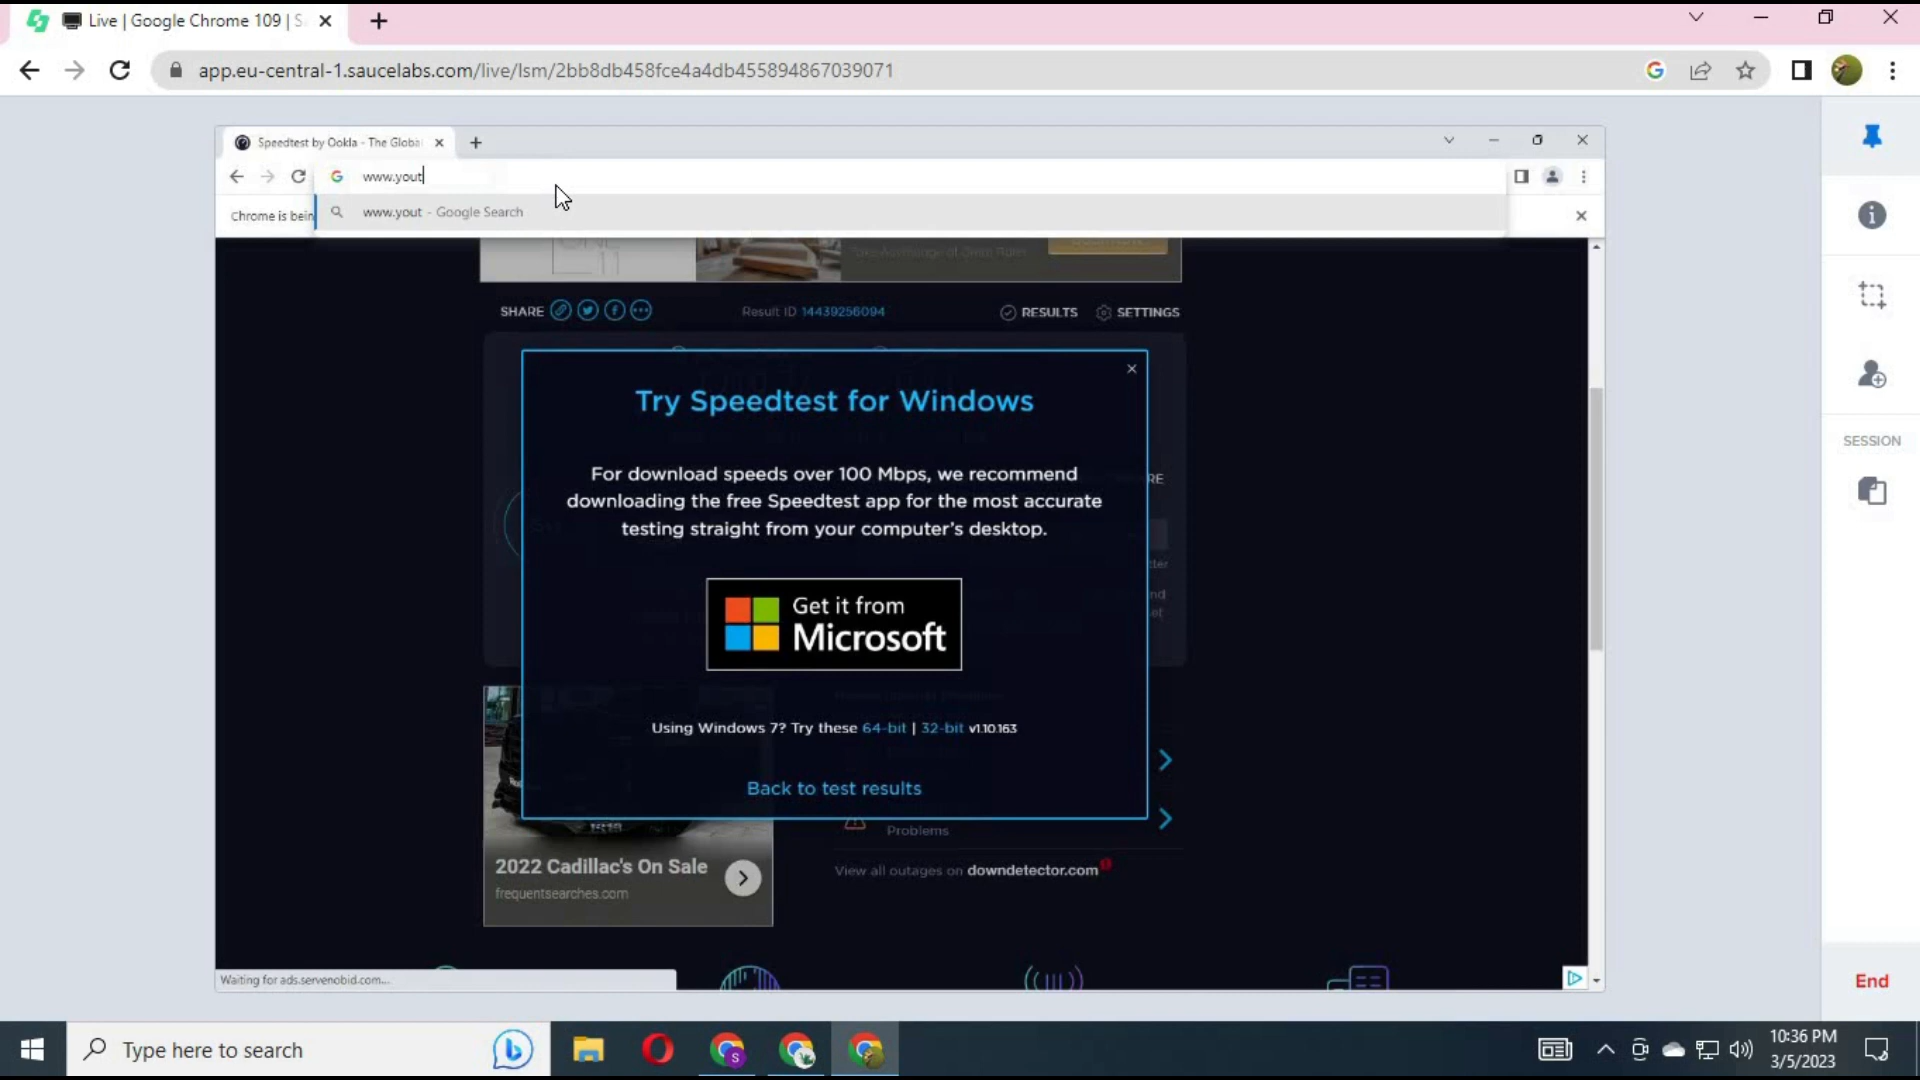 Live | Google Chrome 109 | S
app.eu-central-1.saucelabs.com/live/lsm/2bb8db458fce4a4db455894867039071
Speedtest by Ookla - The Globa
www.yout
Chrome is bein
www.yout - Google Search
SHARE
Result ID 14439256094
RESULTS
SETTINGS
Try Speedtest for Windows
For download speeds over 100 Mbps, we recommend
downloading the free Speedtest app for the most accurate
testing straight from your computer's desktop.
Get it from
Microsoft
Using Windows 7? Try these 64-bit | 32-bit v1.10.163
Back to test results
Problems
2022 Cadillac's On Sale
frequentsearches.com
View all outages on downdetector.com
Waiting for ads.servenobid.com...
SESSION
End
Type here to search
10:36 PM
3/5/2023